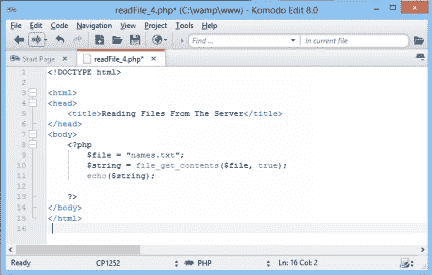 readFile_4.php* (C:\wamp\www) - Komodo Edit 8.0
File Edit Code Navigation View Project Tools Help
Find ... in current file
Start Page readFile_4.php*
1 <!DOCTYPE html>
2
3 <html>
4 <head>
5 <title>Reading Files From The Server</title>
6 </head>
7 <body>
8 <?php
9 $file = "names.txt";
10 $string = file_get_contents($file, true);
11 echo($string);
12
13 ?>
14 </body>
15 </html>
16
Ready CP1252 PHP Ln: 16 Col: 2